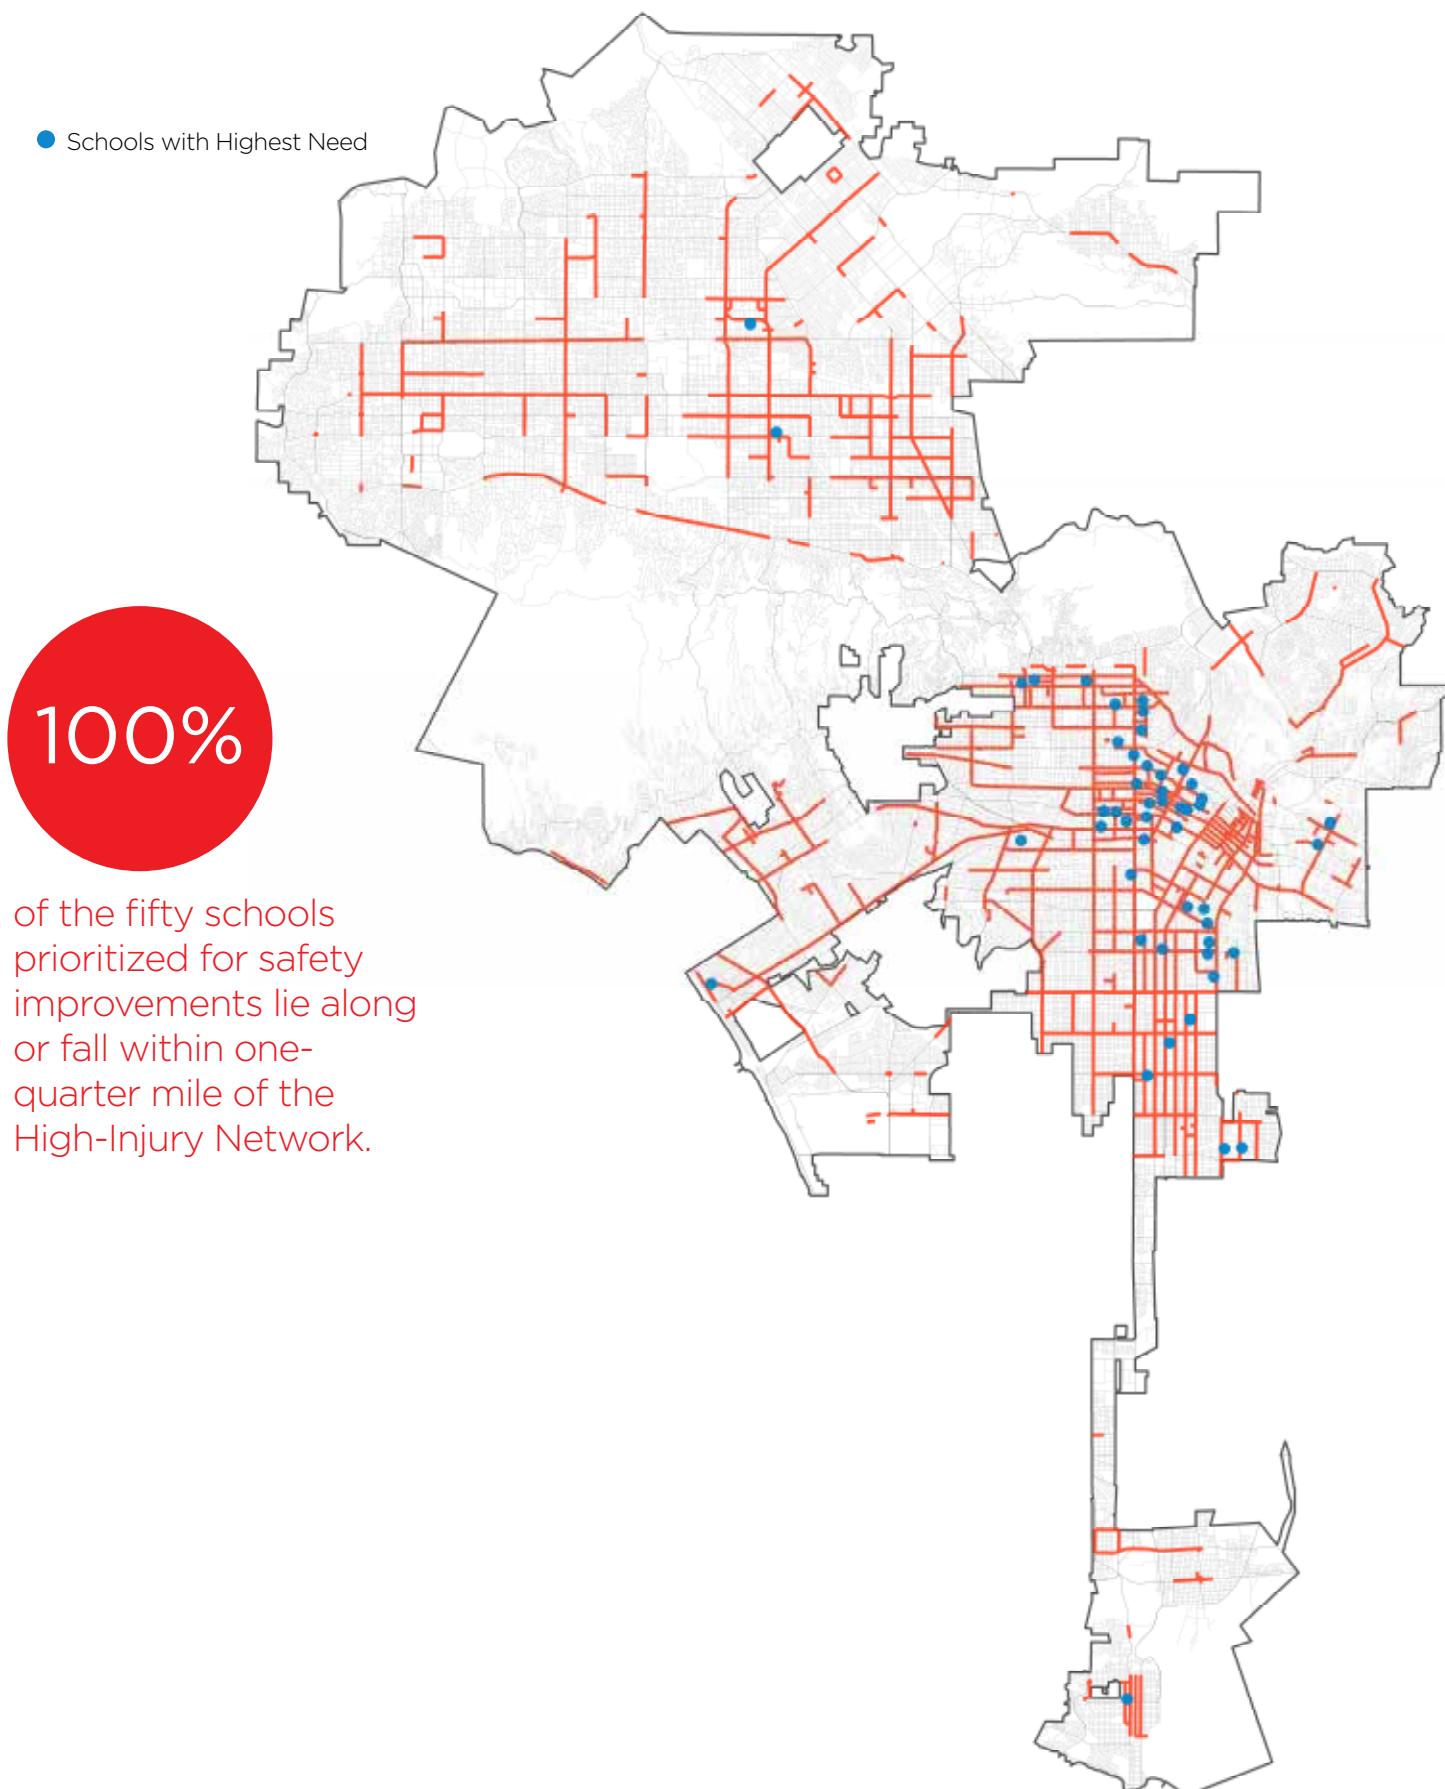 Schools with Highest Need
100%
of the fifty schools
prioritized for safety
improvements lie along
or fall within one-
quarter mile of the
High-Injury Network.